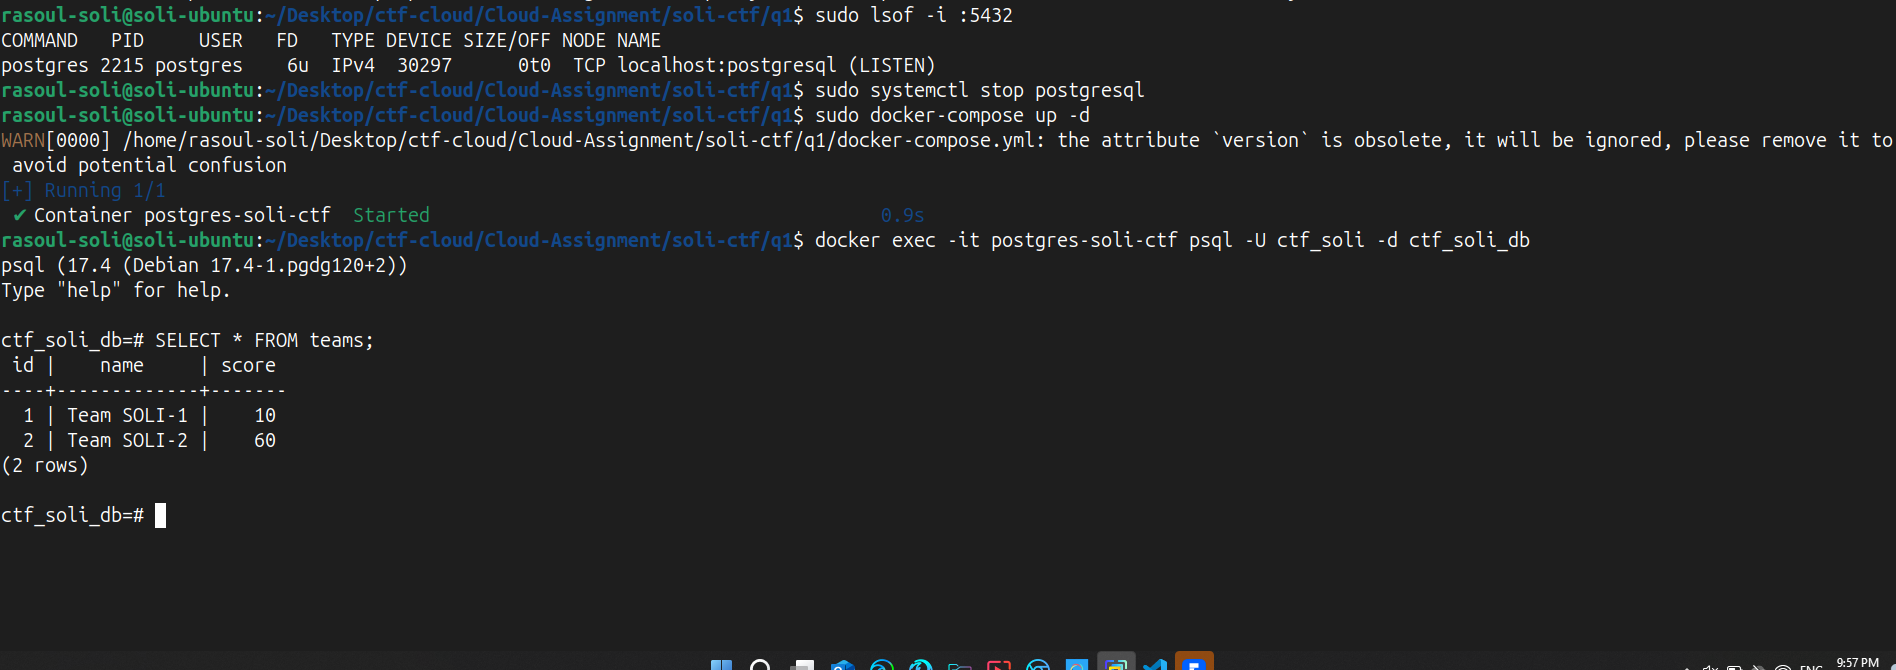 rasoul-soli@soli-ubuntu:~/Desktop/ctf-cloud/Cloud-Assignment/soli-ctf/q1$ sudo lsof -i :5432
COMMAND   PID     USER   FD   TYPE DEVICE SIZE/OFF NODE NAME
postgres 2215 postgres    6u  IPv4  30297      0t0  TCP localhost:postgresql (LISTEN)
rasoul-soli@soli-ubuntu:~/Desktop/ctf-cloud/Cloud-Assignment/soli-ctf/q1$ sudo systemctl stop postgresql
rasoul-soli@soli-ubuntu:~/Desktop/ctf-cloud/Cloud-Assignment/soli-ctf/q1$ sudo docker-compose up -d
WARN[0000] /home/rasoul-soli/Desktop/ctf-cloud/Cloud-Assignment/soli-ctf/q1/docker-compose.yml: the attribute `version` is obsolete, it will be ignored, please remove it to
avoid potential confusion
[+] Running 1/1
✔ Container postgres-soli-ctf  Started 0.9s
rasoul-soli@soli-ubuntu:~/Desktop/ctf-cloud/Cloud-Assignment/soli-ctf/q1$ docker exec -it postgres-soli-ctf psql -U ctf_soli -d ctf_soli_db
psql (17.4 (Debian 17.4-1.pgdg120+2))
Type "help" for help.
ctf_soli_db=# SELECT * FROM teams;
id |    name     | score
----+-------------+-------
1 | Team SOLI-1 |    10
2 | Team SOLI-2 |    60
(2 rows)
ctf_soli_db=#
9:57 PM